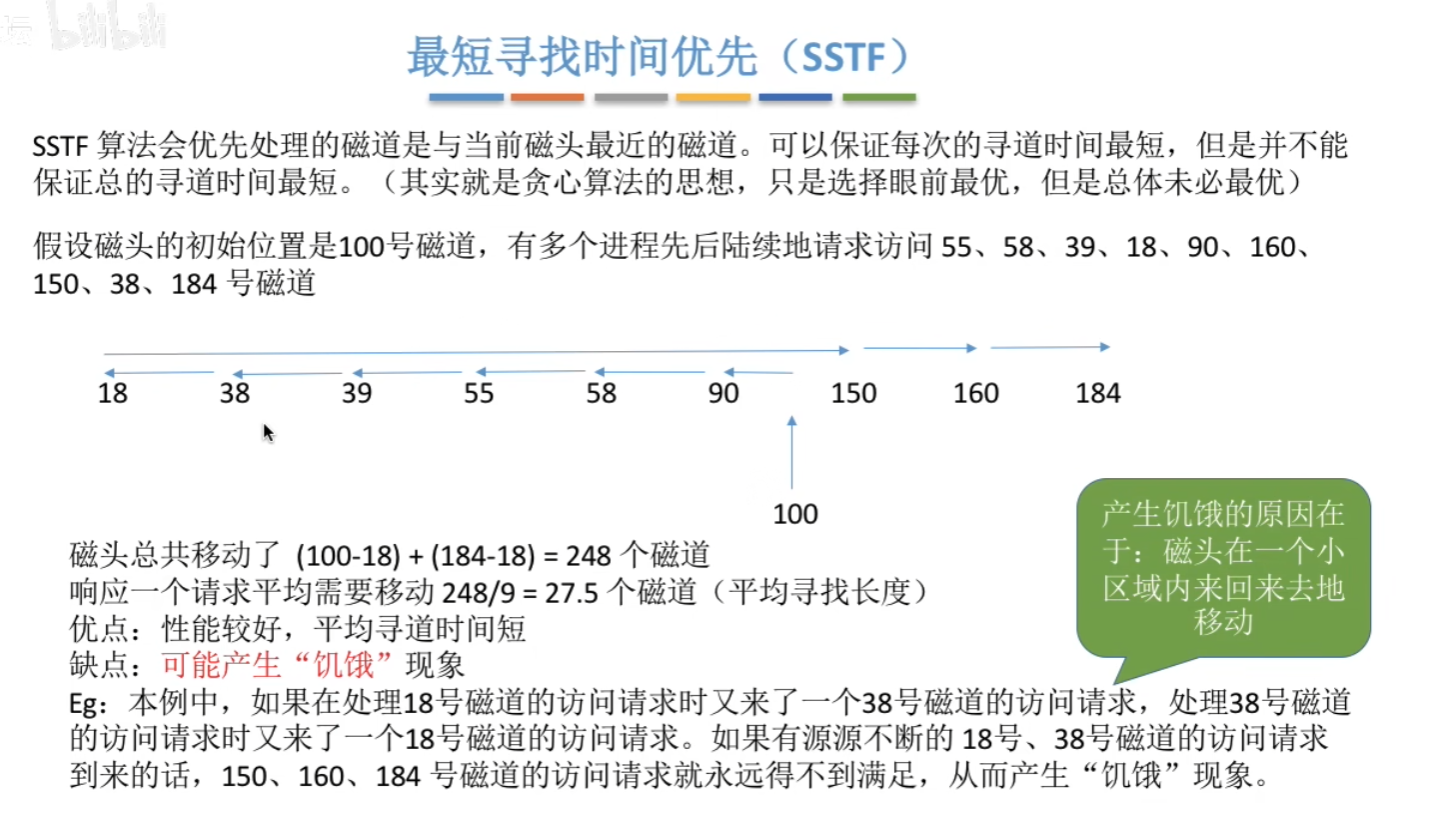 坛 bilibili
最短寻找时间优先（SSTF）
SSTF 算法会优先处理的磁道是与当前磁头最近的磁道。可以保证每次的寻道时间最短，但是并不能
保证总的寻道时间最短。（其实就是贪心算法的思想，只是选择眼前最优，但是总体未必最优）
假设磁头的初始位置是100号磁道，有多个进程先后陆续地请求访问 55、58、39、18、90、160、
150、38、184 号磁道
18 38 39 55 58 90 150 160 184
100
产生饥饿的原因在
于：磁头在一个小
区域内来回来去地
移动
磁头总共移动了 (100-18) + (184-18) = 248 个磁道
响应一个请求平均需要移动 248/9 = 27.5 个磁道（平均寻找长度）
优点：性能较好，平均寻道时间短
缺点：可能产生“饥饿”现象
Eg：本例中，如果在处理18号磁道的访问请求时又来了一个38号磁道的访问请求，处理38号磁道
的访问请求时又来了一个18号磁道的访问请求。如果有源源不断的 18号、38号磁道的访问请求
到来的话，150、160、184 号磁道的访问请求就永远得不到满足，从而产生“饥饿”现象。